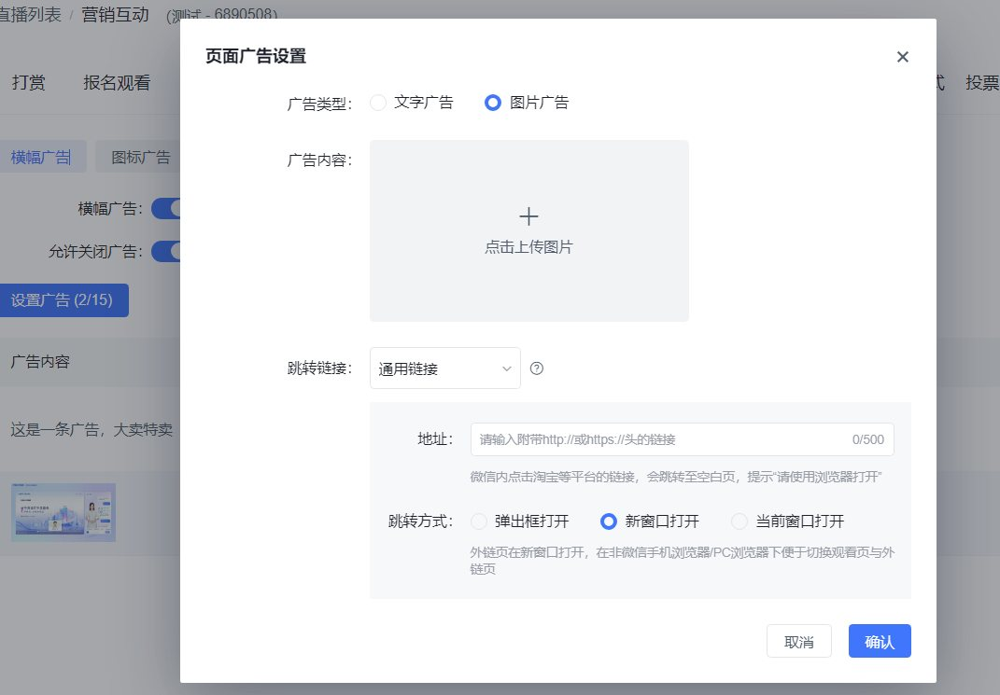 直播列表 / 营销互动 (测试 - 6890508)
打赏 报名观看
投票
横幅广告 图标广告
横幅广告：
允许关闭广告：
设置广告 (2/15)
广告内容
这是一条广告，大卖特卖
页面广告设置
广告类型： 文字广告 图片广告
广告内容：
点击上传图片
跳转链接： 通用链接
地址： 请输入附带http://或https://头的链接 0/500
微信内点击淘宝等平台的链接，会跳转至空白页，提示“请使用浏览器打开”
跳转方式： 弹出框打开 新窗口打开 当前窗口打开
外链页在新窗口打开，在非微信手机浏览器/PC浏览器下便于切换观看页与外
链页
取消 确认